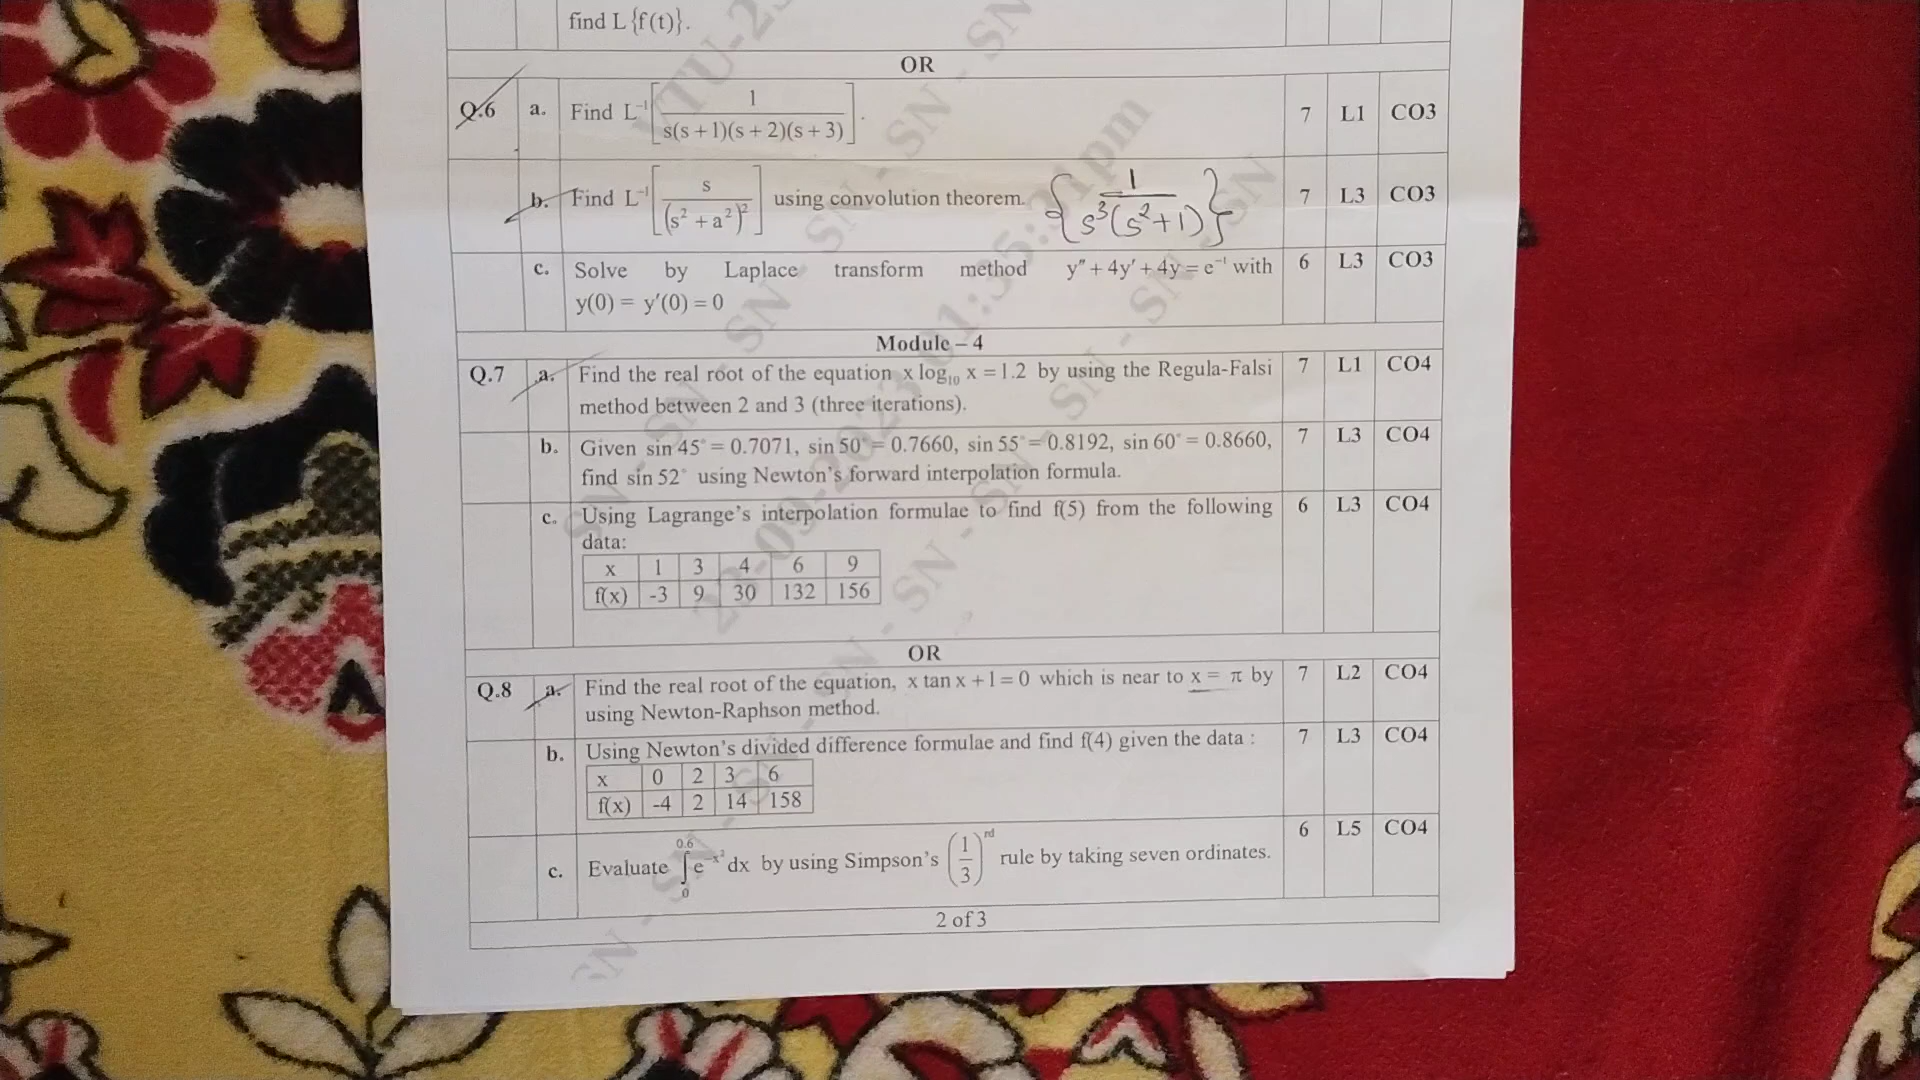 find L{f(t)}.
OR
Q.6 a. Find L⁻¹[1 / s(s+1)(s+2)(s+3)]. 7 L1 CO3
b. Find L⁻¹[s / (s² + a²)²] using convolution theorem. {1 / s³(s²+1)} 7 L3 CO3
c. Solve by Laplace transform method y″ + 4y′ + 4y = e⁻ᵗ with 6 L3 CO3
y(0) = y′(0) = 0
Module – 4
Q.7 a. Find the real root of the equation x log₁₀ x = 1.2 by using the Regula-Falsi 7 L1 CO4
method between 2 and 3 (three iterations).
b. Given sin 45° = 0.7071, sin 50° = 0.7660, sin 55° = 0.8192, sin 60° = 0.8660, 7 L3 CO4
find sin 52° using Newton's forward interpolation formula.
c. Using Lagrange's interpolation formulae to find f(5) from the following 6 L3 CO4
data:
x 1 3 4 6 9
f(x) -3 9 30 132 156
OR
Q.8 a. Find the real root of the equation, x tan x + 1 = 0 which is near to x = π by 7 L2 CO4
using Newton-Raphson method.
b. Using Newton's divided difference formulae and find f(4) given the data : 7 L3 CO4
x 0 2 3 6
f(x) -4 2 14 158
c. Evaluate ∫₀^0.6 e^(-x²) dx by using Simpson's (1/3)rd rule by taking seven ordinates. 6 L5 CO4
2 of 3